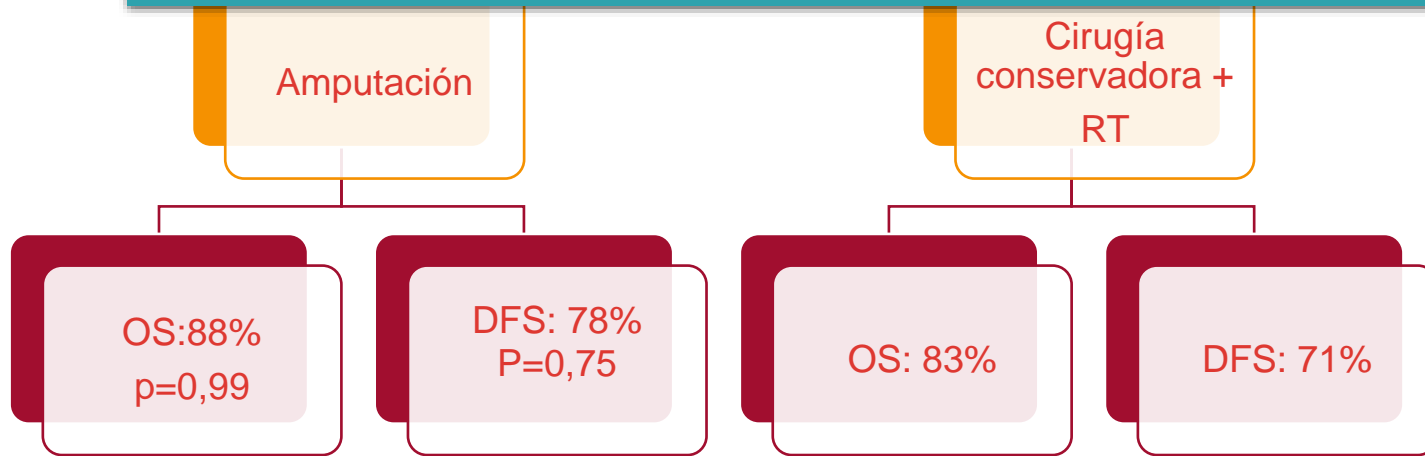 Amputación
Cirugía
conservadora +
RT
OS:88%
p=0,99
DFS: 78%
P=0,75
OS: 83%
DFS: 71%